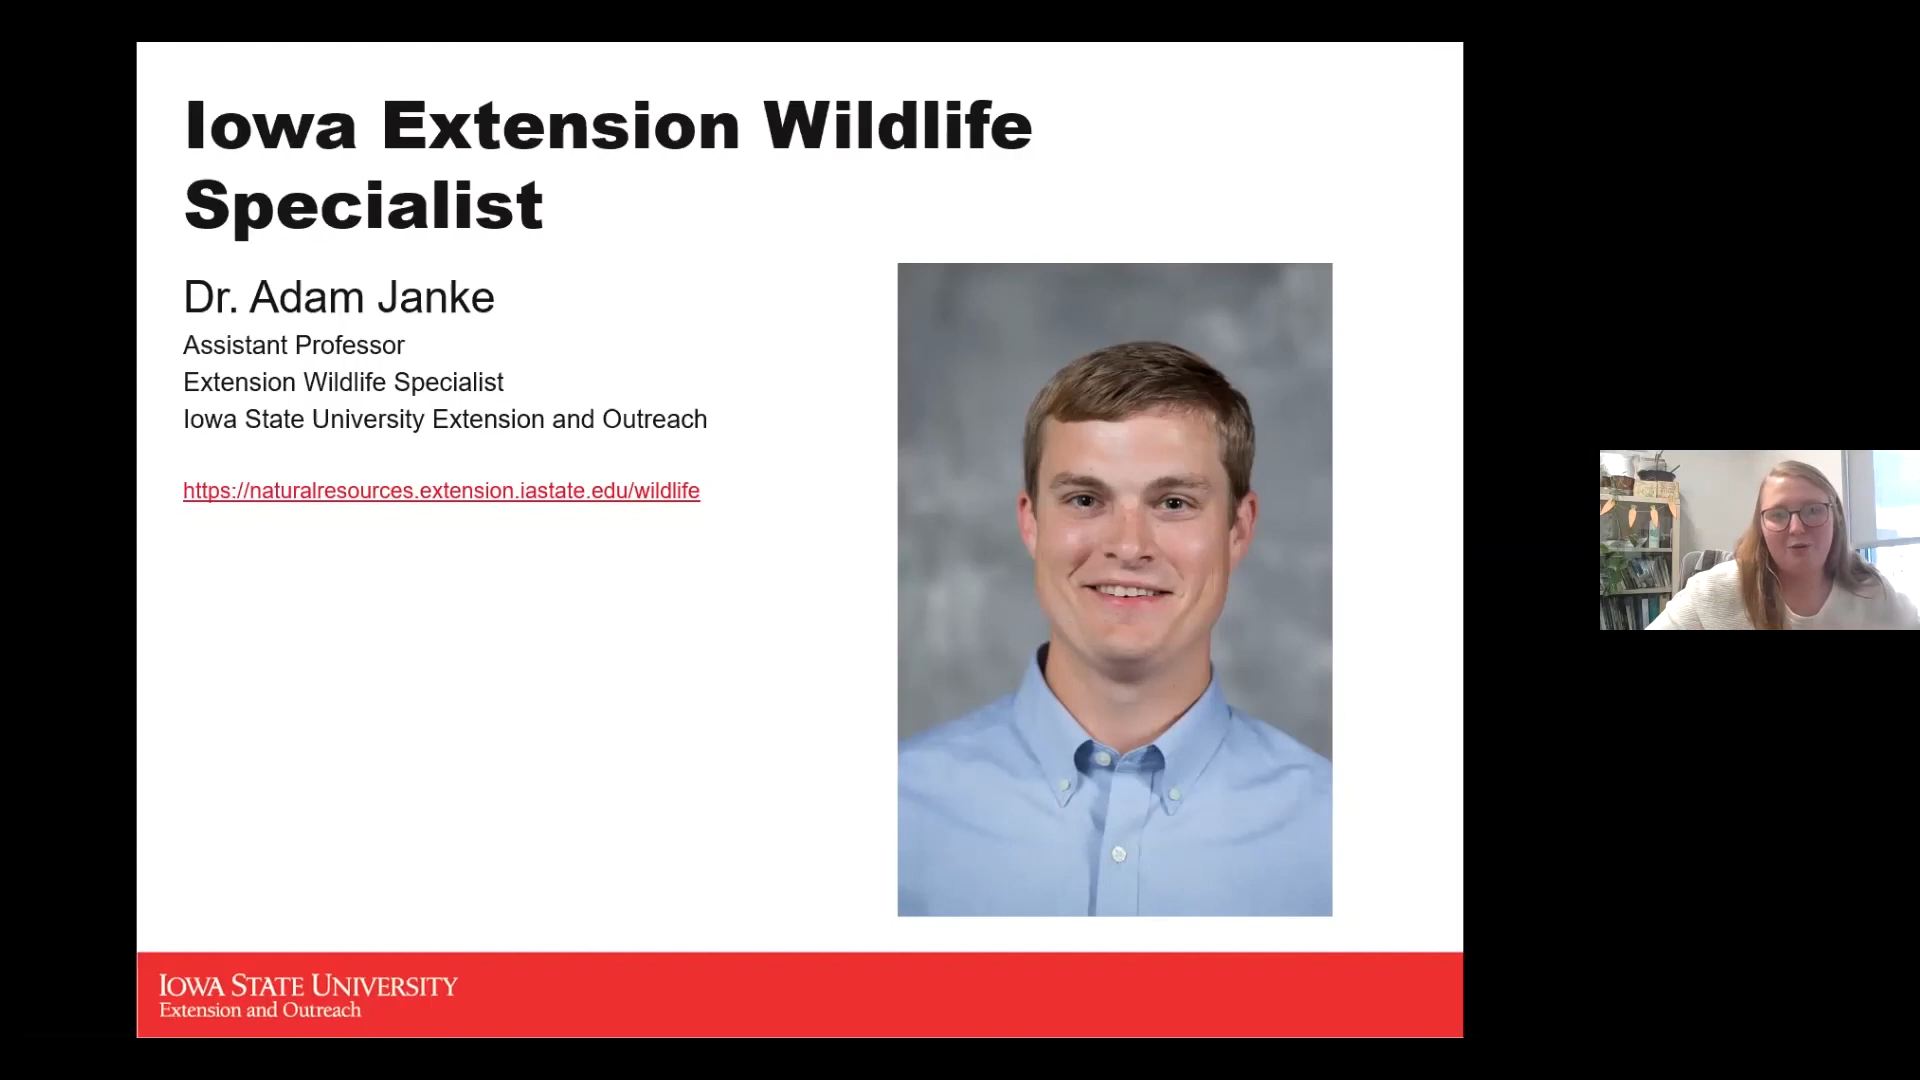 Iowa Extension Wildlife
Specialist
Dr. Adam Janke
Assistant Professor
Extension Wildlife Specialist
Iowa State University Extension and Outreach
https://naturalresources.extension.iastate.edu/wildlife
IOWA STATE UNIVERSITY
Extension and Outreach